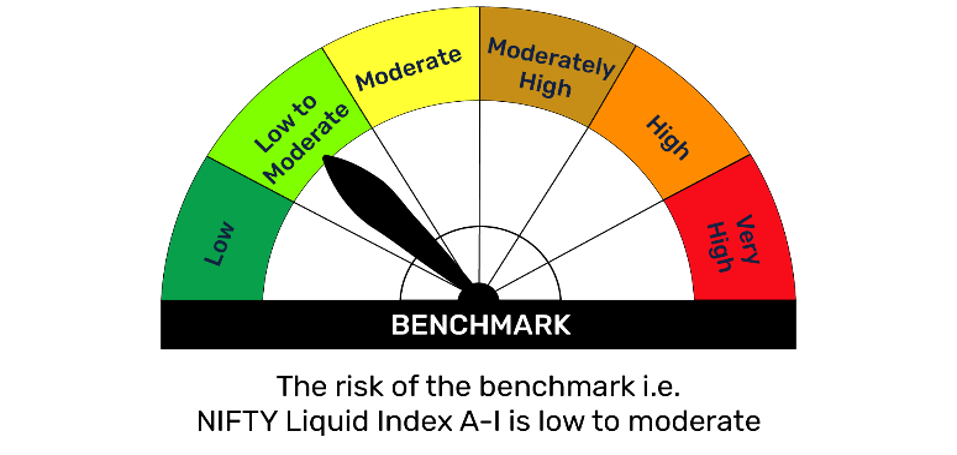 Low
Low to
Moderate
Moderate
Moderately
High
High
Very
High
BENCHMARK
The risk of the benchmark i.e.
NIFTY Liquid Index A-I is low to moderate